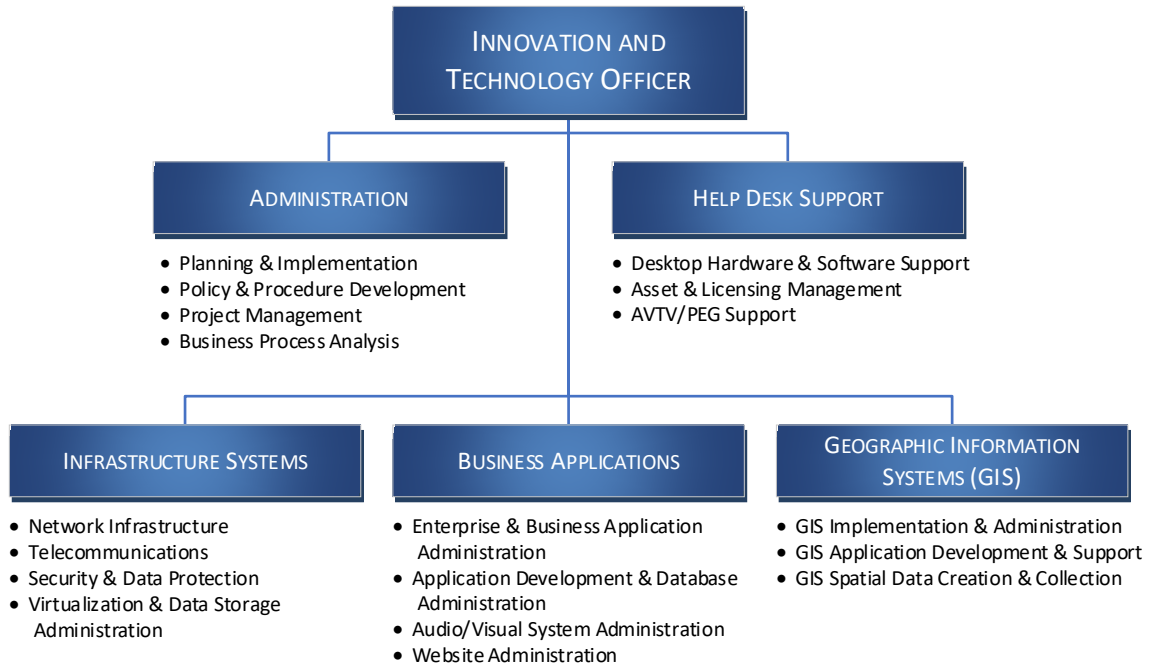 INNOVATION AND
TECHNOLOGY OFFICER
ADMINISTRATION
• Planning & Implementation
• Policy & Procedure Development
• Project Management
• Business Process Analysis
HELP DESK SUPPORT
• Desktop Hardware & Software Support
• Asset & Licensing Management
• AVTV/PEG Support
INFRASTRUCTURE SYSTEMS
• Network Infrastructure
• Telecommunications
• Security & Data Protection
• Virtualization & Data Storage
Administration
BUSINESS APPLICATIONS
• Enterprise & Business Application
Administration
• Application Development & Database
Administration
• Audio/Visual System Administration
• Website Administration
GEOGRAPHIC INFORMATION
SYSTEMS (GIS)
• GIS Implementation & Administration
• GIS Application Development & Support
• GIS Spatial Data Creation & Collection